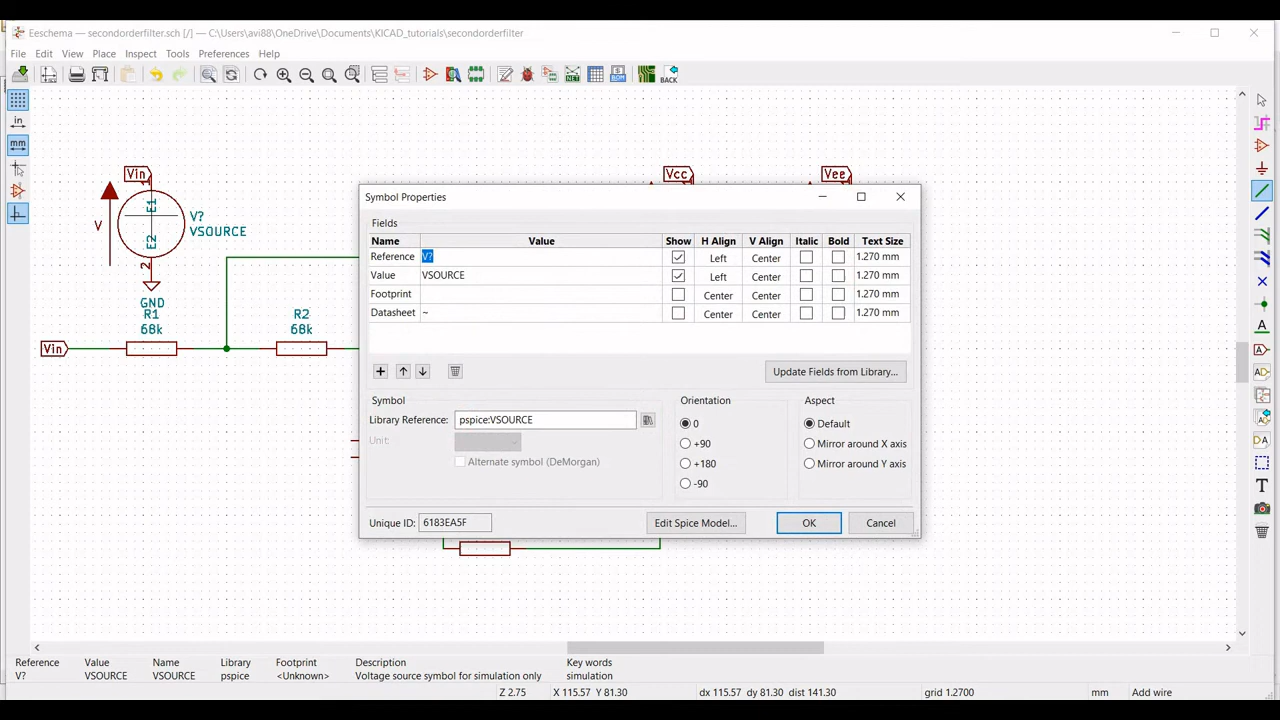 Eeschema — secondorderfilter.sch [/] — C:\Users\avi88\OneDrive\Documents\KICAD_tutorials\secondorderfilter
File Edit View Place Inspect Tools Preferences Help
BACK
in
mm
Vin
Vcc
Vee
E1
V
V?
VSOURCE
E2
2
GND
R1
68k
R2
68k
Vin
Symbol Properties
Fields
Name Value Show H Align V Align Italic Bold Text Size
Reference V? Left Center 1.270 mm
Value VSOURCE Left Center 1.270 mm
Footprint Center Center 1.270 mm
Datasheet ~ Center Center 1.270 mm
Update Fields from Library...
Symbol
Library Reference: pspice:VSOURCE
Unit:
Alternate symbol (DeMorgan)
Orientation
0
+90
+180
-90
Aspect
Default
Mirror around X axis
Mirror around Y axis
Unique ID: 6183EA5F
Edit Spice Model...
OK
Cancel
Reference Value Name Library Footprint Description Key words
V? VSOURCE VSOURCE pspice <Unknown> Voltage source symbol for simulation only simulation
Z 2.75 X 115.57 Y 81.30 dx 115.57 dy 81.30 dist 141.30 grid 1.2700 mm Add wire